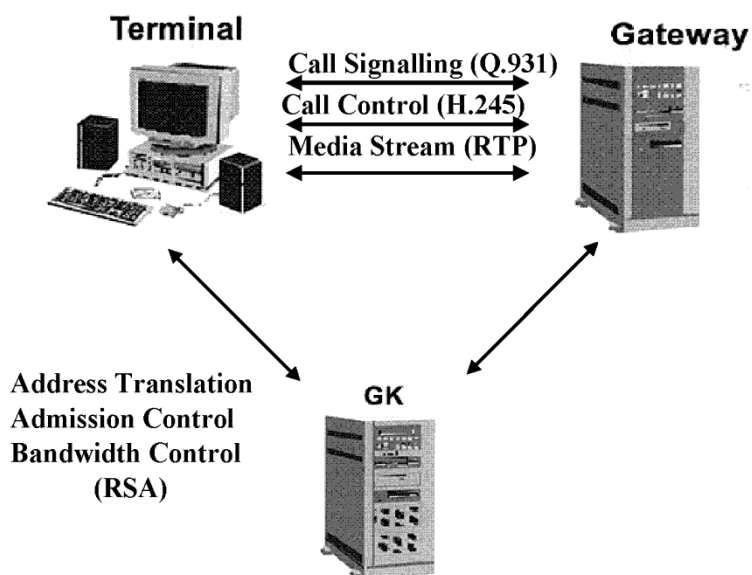 Terminal
Gateway
Call Signalling (Q.931)
Call Control (H.245)
Media Stream (RTP)
Address Translation
Admission Control
Bandwidth Control
(RSA)
GK